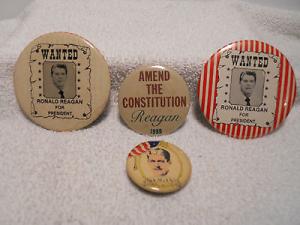 WANTED
RONALD REAGAN
FOR
PRESIDENT
AMEND
THE
CONSTITUTION
Reagan
1988
WANTED
RONALD REAGAN
FOR
PRESIDENT